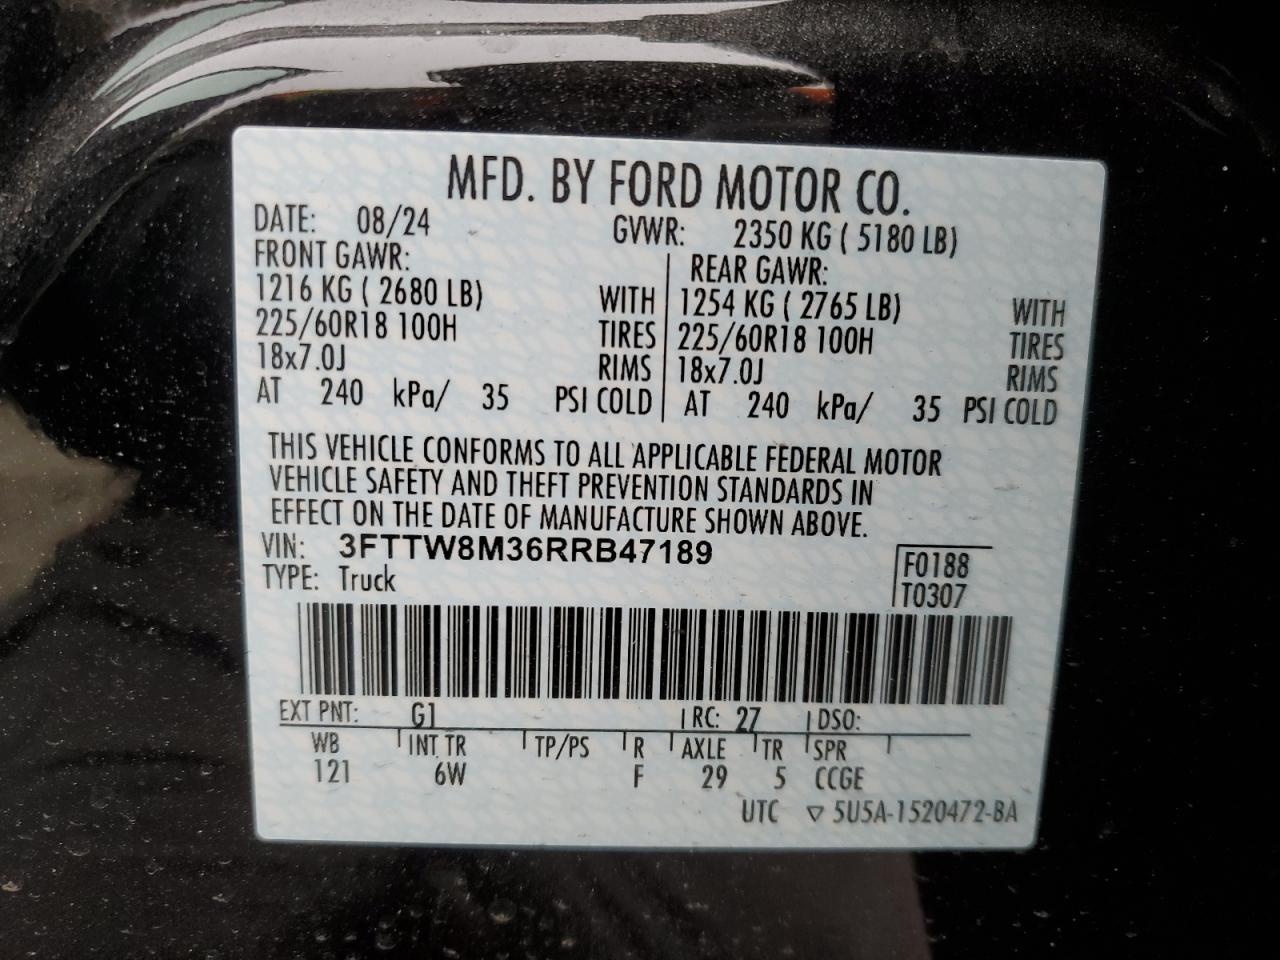 MFD. BY FORD MOTOR CO.
DATE: 08/24 GVWR: 2350 KG ( 5180 LB)
FRONT GAWR: REAR GAWR:
1216 KG ( 2680 LB) WITH 1254 KG ( 2765 LB) WITH
225/60R18 100H TIRES 225/60R18 100H TIRES
18x7.0J RIMS 18x7.0J RIMS
AT 240 kPa/ 35 PSI COLD AT 240 kPa/ 35 PSI COLD
THIS VEHICLE CONFORMS TO ALL APPLICABLE FEDERAL MOTOR
VEHICLE SAFETY AND THEFT PREVENTION STANDARDS IN
EFFECT ON THE DATE OF MANUFACTURE SHOWN ABOVE.
VIN: 3FTTW8M36RRB47189
TYPE: Truck
F0188
T0307
EXT PNT: G1 RC: 27 DSO:
WB INT TR TP/PS R AXLE TR SPR
121 6W F 29 5 CCGE
UTC ▽ 5U5A-1520472-BA